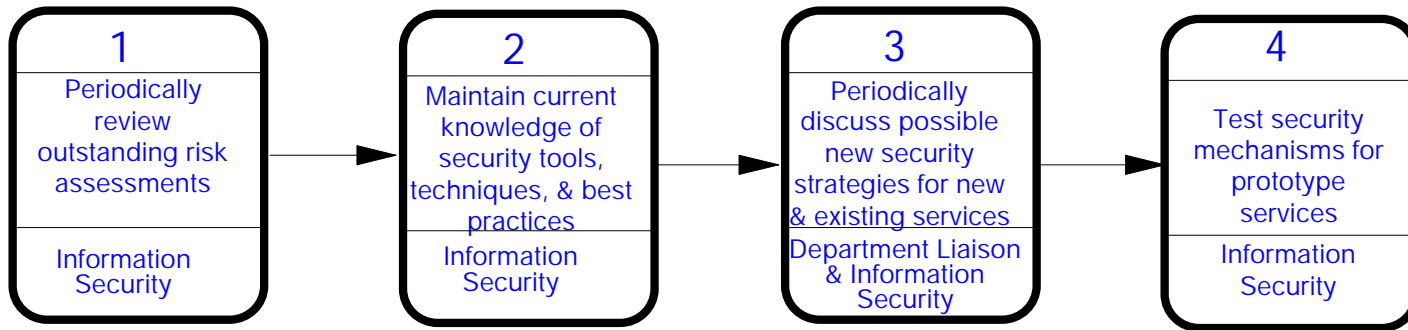 1
Periodically
review
outstanding risk
assessments
Information
Security
2
Maintain current
knowledge of
security tools,
techniques, & best
practices
Information
Security
3
Periodically
discuss possible
new security
strategies for new
& existing services
Department Liaison
& Information
Security
4
Test security
mechanisms for
prototype
services
Information
Security